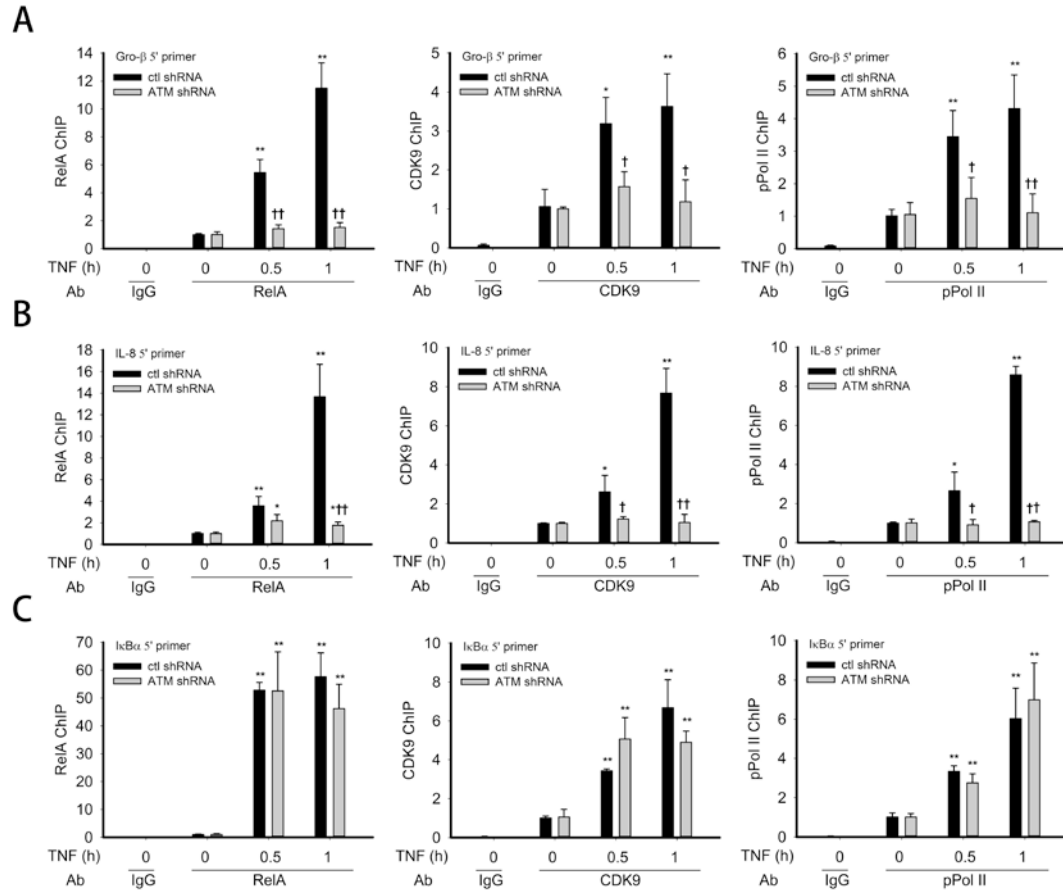 A
Gro-β 5' primer
ctl shRNA
ATM shRNA
RelA ChIP
14
12
10
8
6
4
2
0
**
††
**
††
TNF (h) 0 0 0.5 1
Ab IgG RelA
Gro-β 5' primer
ctl shRNA
ATM shRNA
CDK9 ChIP
5
4
3
2
1
0
*
†
**
†
0 0 0.5 1
IgG CDK9
Gro-β 5' primer
ctl shRNA
ATM shRNA
pPol II ChIP
6
5
4
3
2
1
0
**
†
**
††
TNF (h) 0 0 0.5 1
Ab IgG pPol II
B
IL-8 5' primer
ctl shRNA
ATM shRNA
RelA ChIP
18
16
14
12
10
8
6
4
2
0
**
*
**
*††
TNF (h) 0 0 0.5 1
Ab IgG RelA
IL-8 5' primer
ctl shRNA
ATM shRNA
CDK9 ChIP
10
8
6
4
2
0
*
†
**
††
TNF (h) 0 0 0.5 1
Ab IgG CDK9
IL-8 5' primer
ctl shRNA
ATM shRNA
pPol II ChIP
10
8
6
4
2
0
*
†
**
††
TNF (h) 0 0 0.5 1
Ab IgG pPol II
C
IκBα 5' primer
ctl shRNA
ATM shRNA
RelA ChIP
70
60
50
40
30
20
10
0
**
**
**
**
TNF (h) 0 0 0.5 1
Ab IgG RelA
IκBα 5' primer
ctl shRNA
ATM shRNA
CDK9 ChIP
10
8
6
4
2
0
**
**
**
**
TNF (h) 0 0 0.5 1
Ab IgG CDK9
IκBα 5' primer
ctl shRNA
ATM shRNA
pPol II ChIP
10
8
6
4
2
0
**
**
**
**
TNF (h) 0 0 0.5 1
Ab IgG pPol II